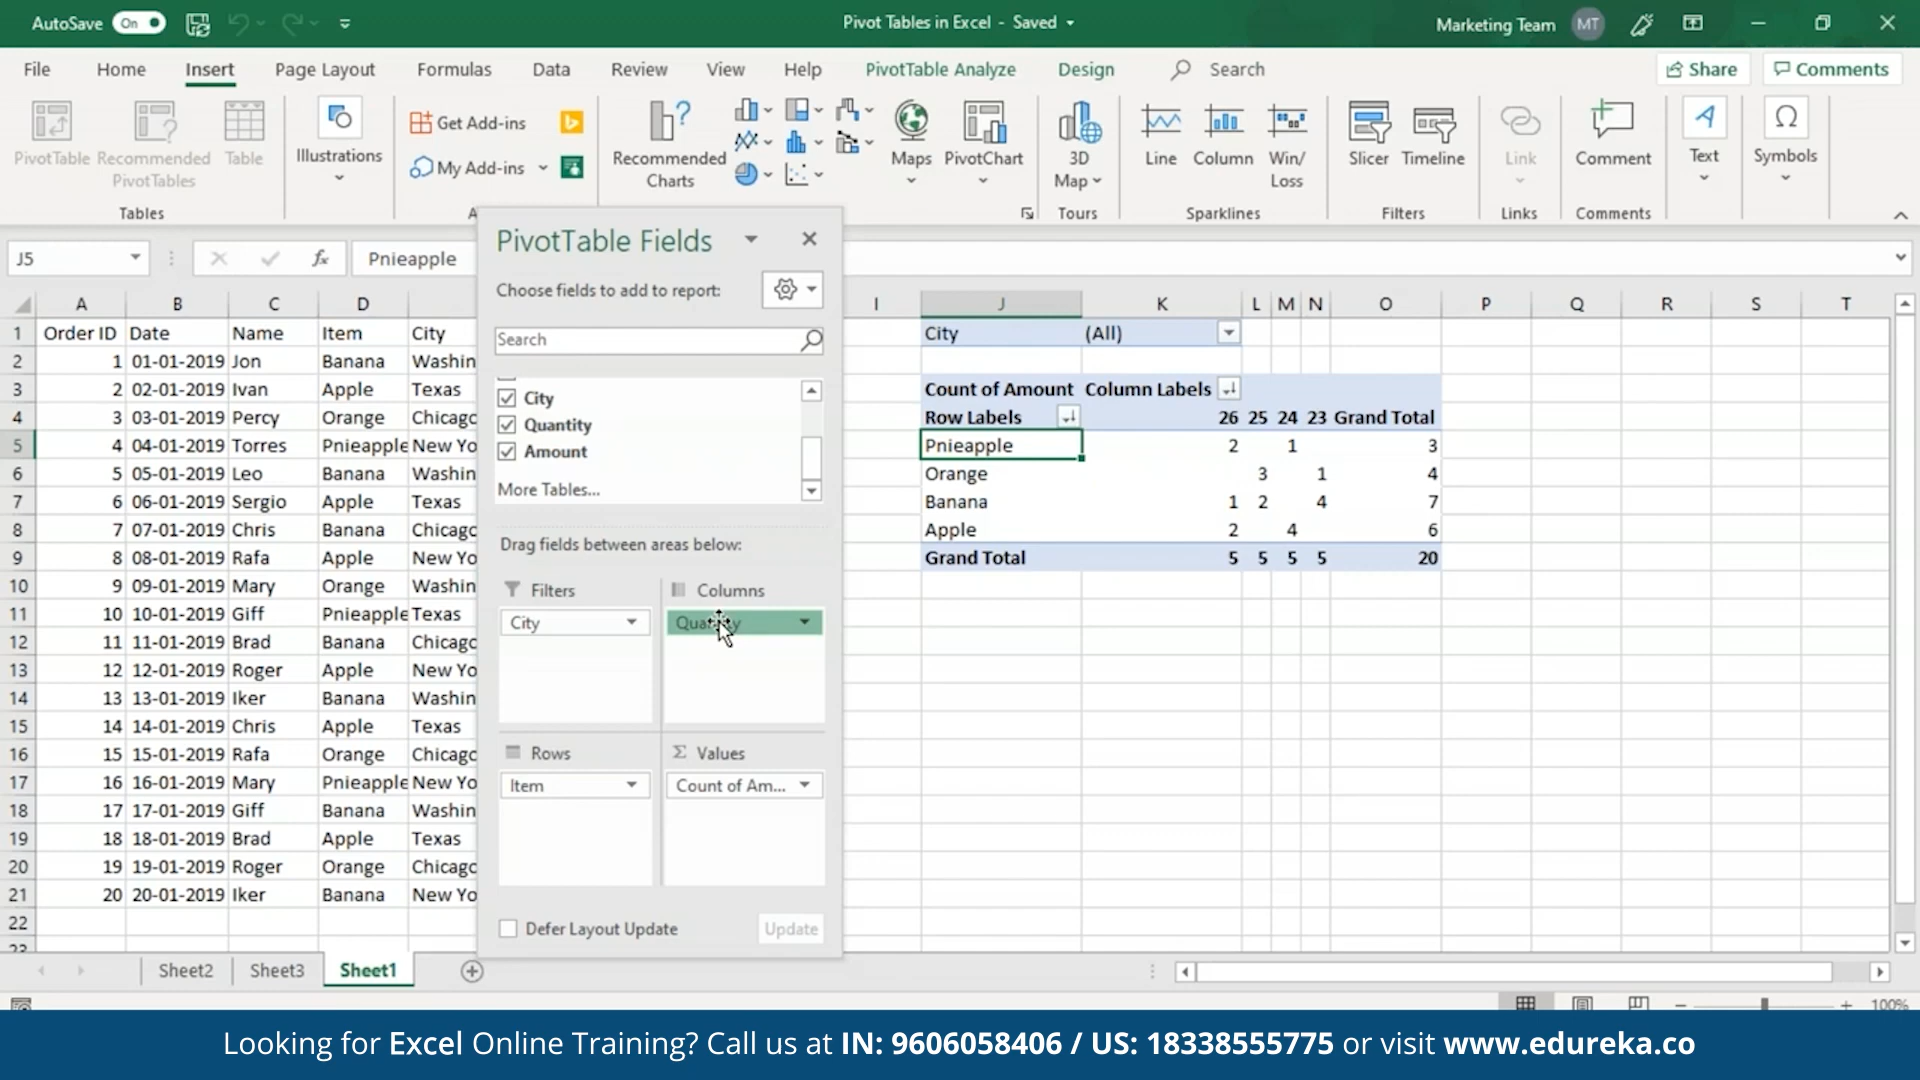 AutoSave On Pivot Tables in Excel - Saved Marketing Team MT
File Home Insert Page Layout Formulas Data Review View Help PivotTable Analyze Design Search Share Comments
PivotTable Recommended PivotTables Table Illustrations Get Add-ins My Add-ins Recommended Charts Maps PivotChart 3D Map Line Column Win/Loss Slicer Timeline Link Comment Text Symbols
Tables Tours Sparklines Filters Links Comments
J5 fx Pnieapple
PivotTable Fields
Choose fields to add to report:
Search
City
Quantity
Amount
More Tables...
Drag fields between areas below:
Filters Columns
City
Rows Values
Item Count of Am...
Defer Layout Update Update
A B C D I J K L M N O P Q R S T
1 Order ID Date Name Item City
2 1 01-01-2019 Jon Banana Washin
3 2 02-01-2019 Ivan Apple Texas
4 3 03-01-2019 Percy Orange Chicago
5 4 04-01-2019 Torres Pnieapple New Yo
6 5 05-01-2019 Leo Banana Washin
7 6 06-01-2019 Sergio Apple Texas
8 7 07-01-2019 Chris Banana Chicago
9 8 08-01-2019 Rafa Apple New Yo
10 9 09-01-2019 Mary Orange Washin
11 10 10-01-2019 Giff Pnieapple Texas
12 11 11-01-2019 Brad Banana Chicago
13 12 12-01-2019 Roger Apple New Yo
14 13 13-01-2019 Iker Banana Washin
15 14 14-01-2019 Chris Apple Texas
16 15 15-01-2019 Rafa Orange Chicago
17 16 16-01-2019 Mary Pnieapple New Yo
18 17 17-01-2019 Giff Banana Washin
19 18 18-01-2019 Brad Apple Texas
20 19 19-01-2019 Roger Orange Chicago
21 20 20-01-2019 Iker Banana New Yo
22
23
City (All)
Count of Amount Column Labels
Row Labels 26 25 24 23 Grand Total
Pnieapple 2 1 3
Orange 3 1 4
Banana 1 2 4 7
Apple 2 4 6
Grand Total 5 5 5 5 20
Sheet2 Sheet3 Sheet1
100%
Looking for Excel Online Training? Call us at IN: 9606058406 / US: 18338555775 or visit www.edureka.co